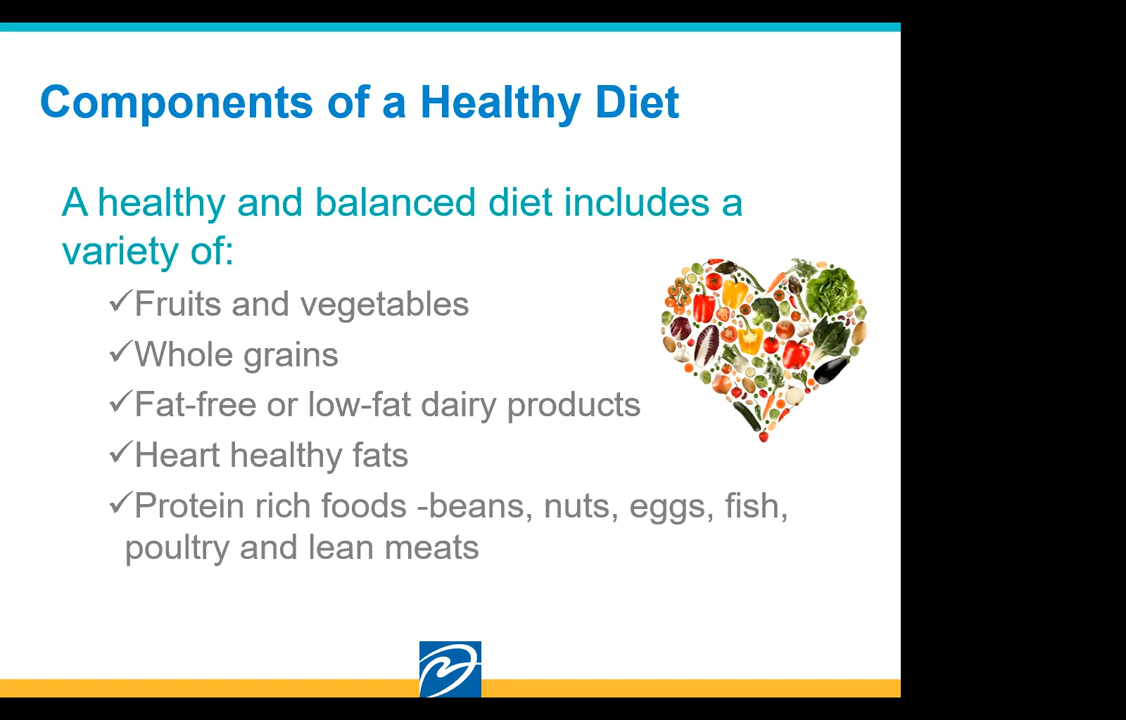 Components of a Healthy Diet
A healthy and balanced diet includes a
variety of:
✓Fruits and vegetables
✓Whole grains
✓Fat-free or low-fat dairy products
✓Heart healthy fats
✓Protein rich foods -beans, nuts, eggs, fish,
poultry and lean meats